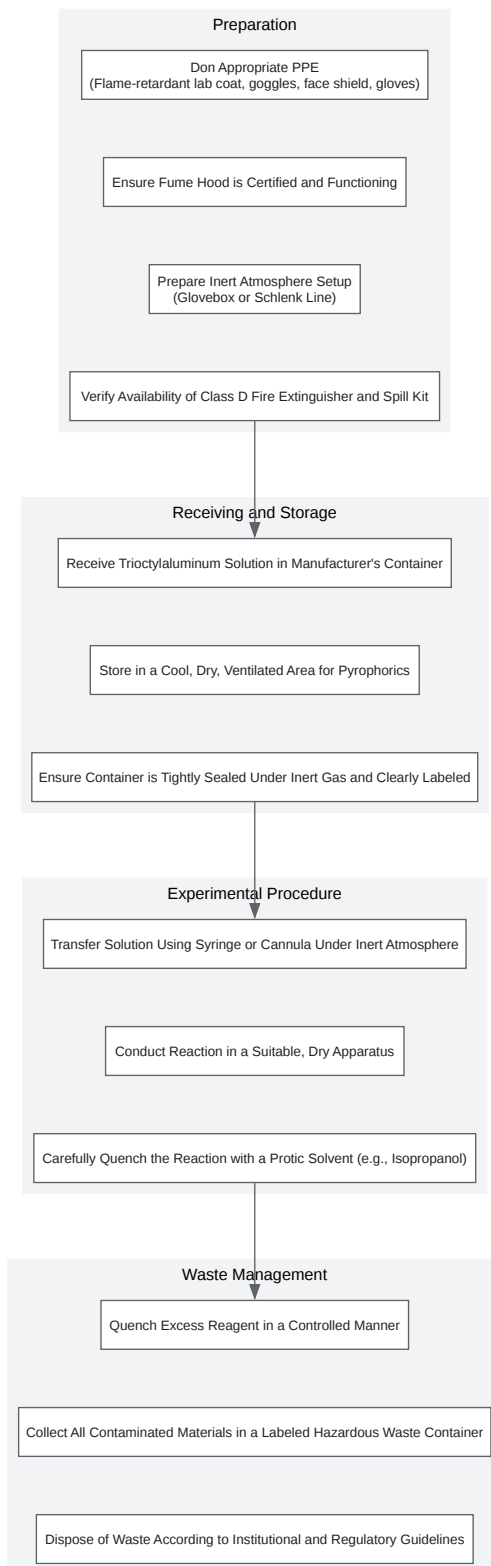 Preparation
Don Appropriate PPE
(Flame-retardant lab coat, goggles, face shield, gloves)
Ensure Fume Hood is Certified and Functioning
Prepare Inert Atmosphere Setup
(Glovebox or Schlenk Line)
Verify Availability of Class D Fire Extinguisher and Spill Kit
Receiving and Storage
Receive Trioctylaluminum Solution in Manufacturer's Container
Store in a Cool, Dry, Ventilated Area for Pyrophorics
Ensure Container is Tightly Sealed Under Inert Gas and Clearly Labeled
Experimental Procedure
Transfer Solution Using Syringe or Cannula Under Inert Atmosphere
Conduct Reaction in a Suitable, Dry Apparatus
Carefully Quench the Reaction with a Protic Solvent (e.g., Isopropanol)
Waste Management
Quench Excess Reagent in a Controlled Manner
Collect All Contaminated Materials in a Labeled Hazardous Waste Container
Dispose of Waste According to Institutional and Regulatory Guidelines